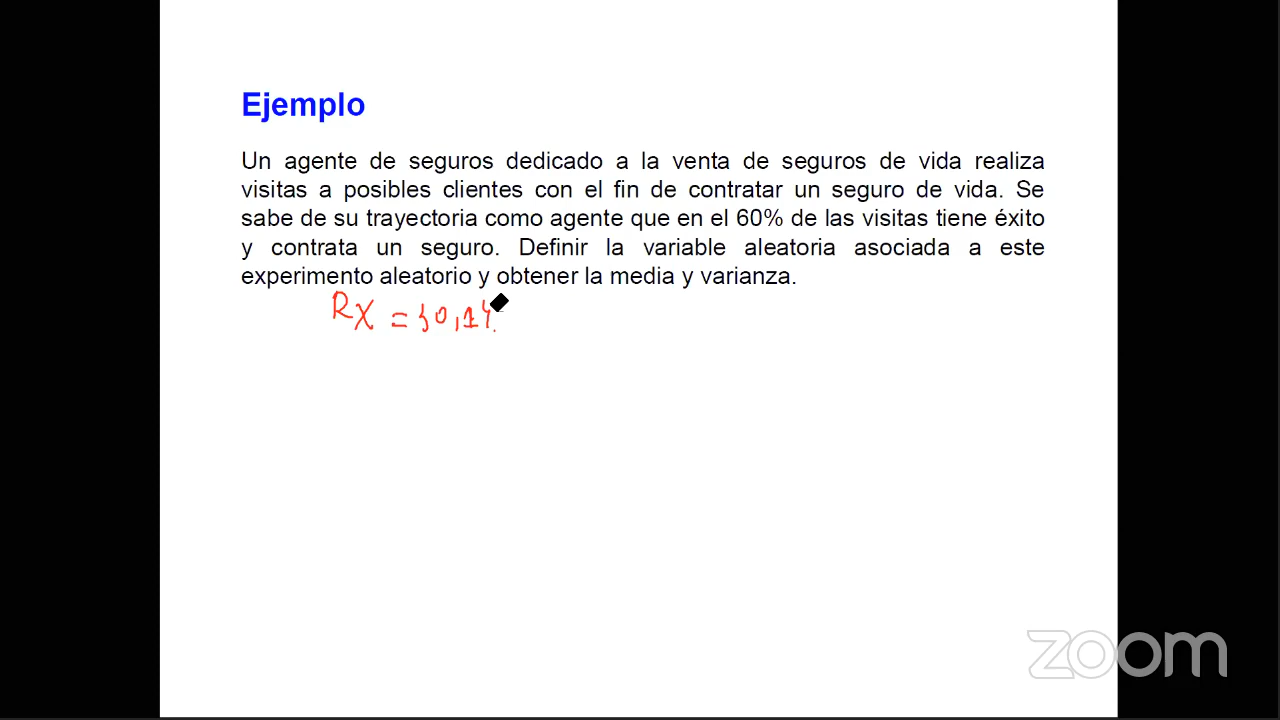 Ejemplo
Un agente de seguros dedicado a la venta de seguros de vida realiza
visitas a posibles clientes con el fin de contratar un seguro de vida. Se
sabe de su trayectoria como agente que en el 60% de las visitas tiene éxito
y contrata un seguro. Definir la variable aleatoria asociada a este
experimento aleatorio y obtener la media y varianza.
Rx = {0,1}
zoom